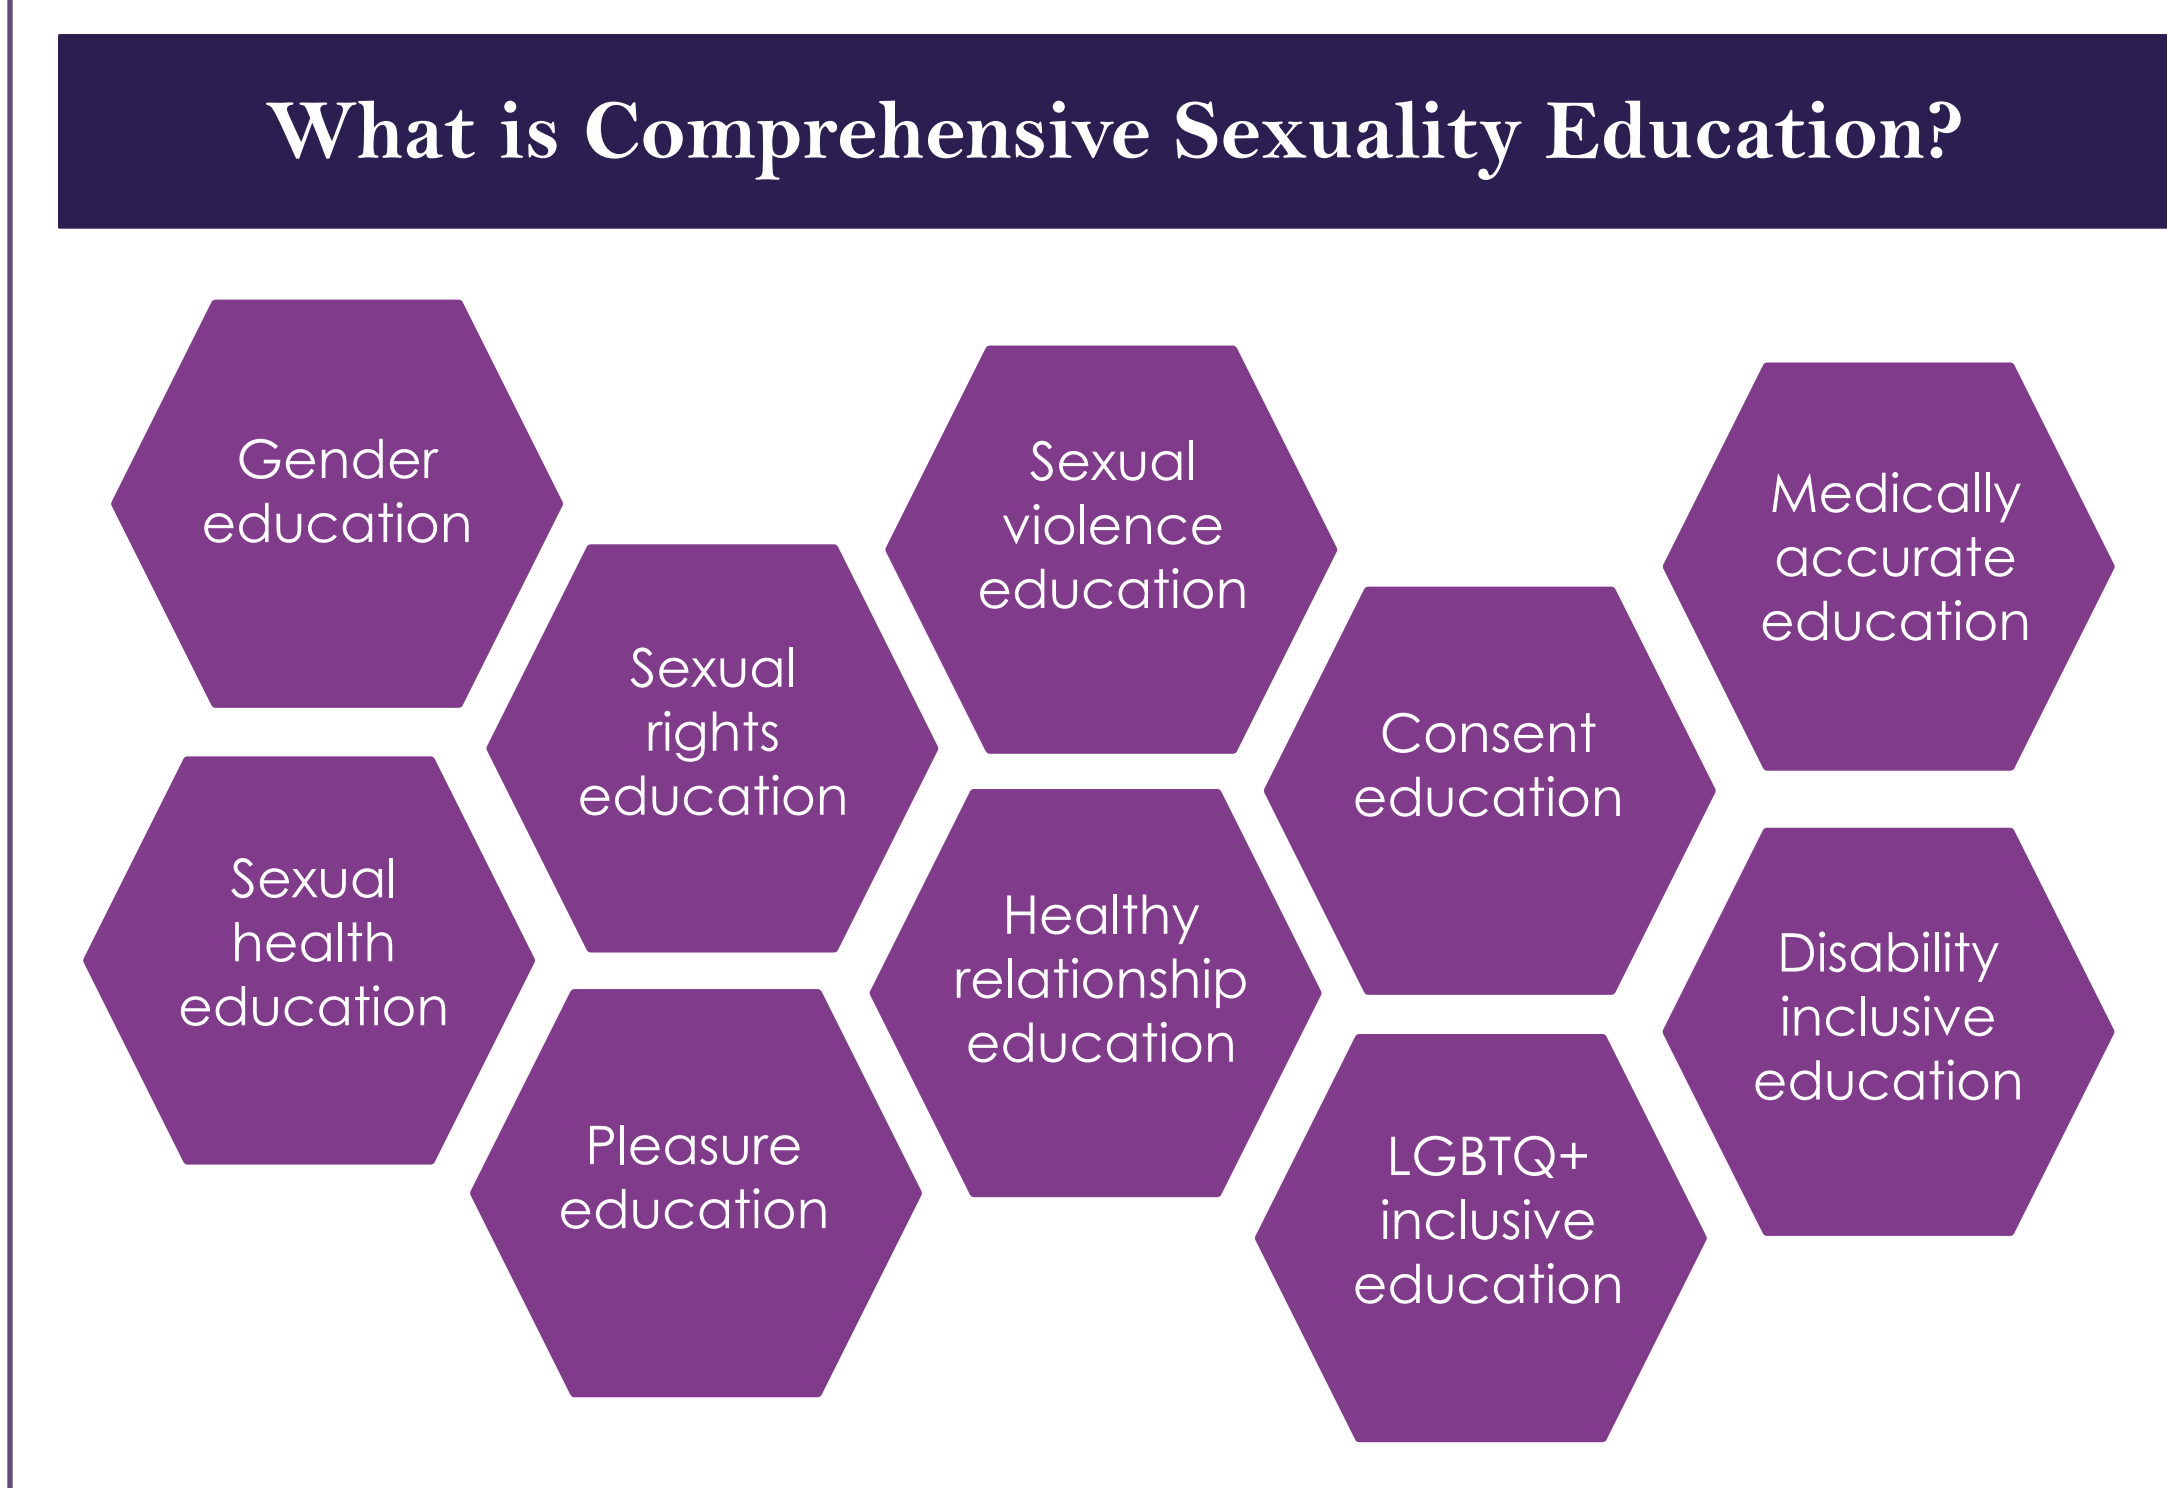 What is Comprehensive Sexuality Education?
Gender
education
Sexual
health
education
Sexual
rights
education
Pleasure
education
Sexual
violence
education
Healthy
relationship
education
Consent
education
LGBTQ+
inclusive
education
Medically
accurate
education
Disability
inclusive
education